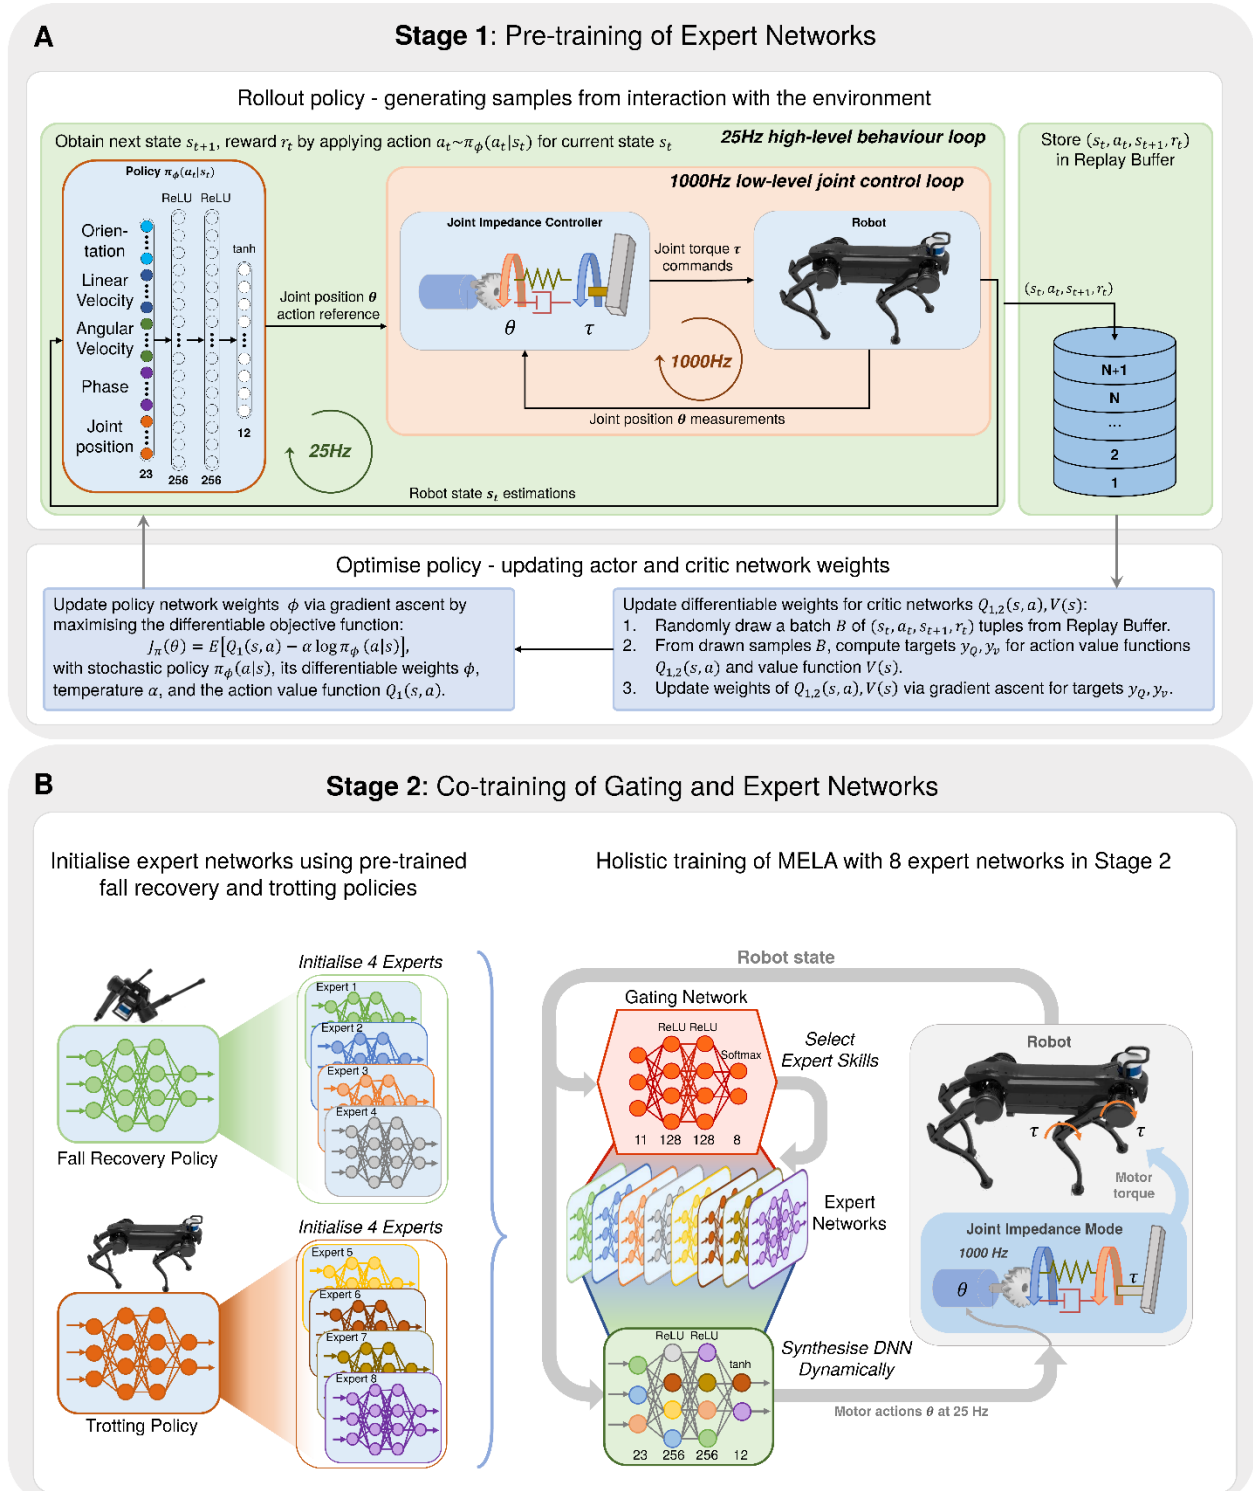 A
Stage 1: Pre-training of Expert Networks
Rollout policy - generating samples from interaction with the environment
Obtain next state s_{t+1}, reward r_t by applying action a_t~π_ϕ(a_t|s_t) for current state s_t
25Hz high-level behaviour loop
Policy π_ϕ(a_t|s_t)
ReLU ReLU
tanh
Orien-
tation
Linear
Velocity
Angular
Velocity
Phase
Joint
position
23
256
256
12
25Hz
Joint position θ
action reference
1000Hz low-level joint control loop
Joint Impedance Controller
θ
τ
Joint torque τ
commands
Robot
1000Hz
Joint position θ measurements
Robot state s_t estimations
Store (s_t, a_t, s_{t+1}, r_t)
in Replay Buffer
(s_t, a_t, s_{t+1}, r_t)
N+1
N
...
2
1
Optimise policy - updating actor and critic network weights
Update policy network weights ϕ via gradient ascent by
maximising the differentiable objective function:
J_π(θ) = E[Q_1(s, a) − α log π_ϕ (a|s)],
with stochastic policy π_ϕ(a|s), its differentiable weights ϕ,
temperature α, and the action value function Q_1(s, a).
Update differentiable weights for critic networks Q_{1,2}(s, a), V(s):
1. Randomly draw a batch B of (s_t, a_t, s_{t+1}, r_t) tuples from Replay Buffer.
2. From drawn samples B, compute targets y_Q, y_v for action value functions
Q_{1,2}(s, a) and value function V(s).
3. Update weights of Q_{1,2}(s, a), V(s) via gradient ascent for targets y_Q, y_v.
B
Stage 2: Co-training of Gating and Expert Networks
Initialise expert networks using pre-trained
fall recovery and trotting policies
Fall Recovery Policy
Initialise 4 Experts
Expert 1
Expert 2
Expert 3
Expert 4
Trotting Policy
Initialise 4 Experts
Expert 5
Expert 6
Expert 7
Expert 8
Holistic training of MELA with 8 expert networks in Stage 2
Robot state
Gating Network
ReLU ReLU
Softmax
11 128 128 8
Select
Expert Skills
Expert
Networks
ReLU ReLU
tanh
23 256 256 12
Synthesise DNN
Dynamically
Motor actions θ at 25 Hz
Robot
τ
τ
Motor
torque
Joint Impedance Mode
1000 Hz
θ
τ